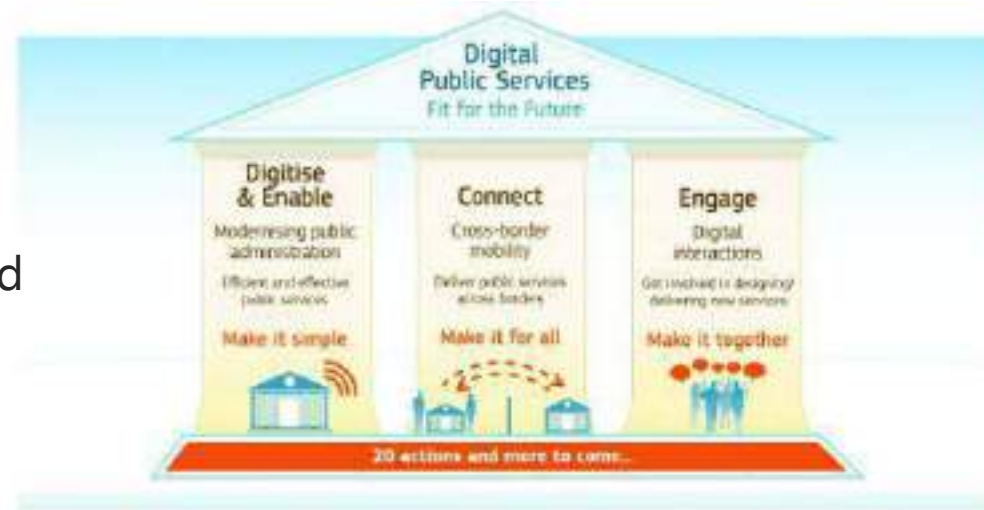 Digital
Public Services
Fit for the Future
Digitise
& Enable
Modernising public
administration
Efficient and effective
public services
Make it simple
Connect
Cross-border
mobility
Deliver public services
across borders
Make it for all
Engage
Digital
interactions
Get involved in designing/
delivering new services
Make it together
d
20 actions and more to come...